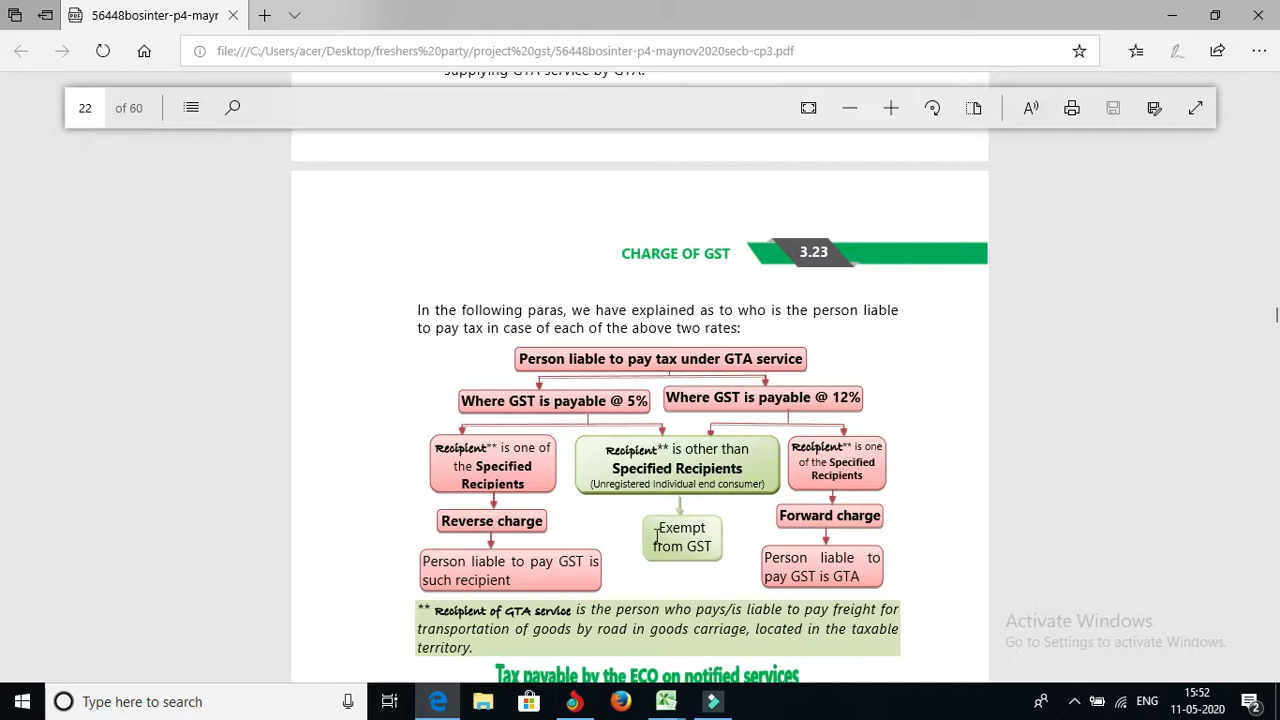 56448bosinter-p4-mayn
file:///C:/Users/acer/Desktop/freshers%20party/project%20gst/56448bosinter-p4-maynov2020secb-cp3.pdf
supplying GTA service by GTA.
22 of 60
CHARGE OF GST 3.23
In the following paras, we have explained as to who is the person liable
to pay tax in case of each of the above two rates:
Person liable to pay tax under GTA service
Where GST is payable @ 5%
Where GST is payable @ 12%
Recipient** is one of
the Specified
Recipients
Recipient** is other than
Specified Recipients
(Unregistered individual end consumer)
Recipient** is one
of the Specified
Recipients
Reverse charge
Exempt
from GST
Forward charge
Person liable to pay GST is
such recipient
Person liable to
pay GST is GTA
** Recipient of GTA service is the person who pays/is liable to pay freight for
transportation of goods by road in goods carriage, located in the taxable
territory.
Tax payable by the ECO on notified services
Activate Windows
Go to Settings to activate Windows.
Type here to search
ENG
15:52
11-05-2020
2